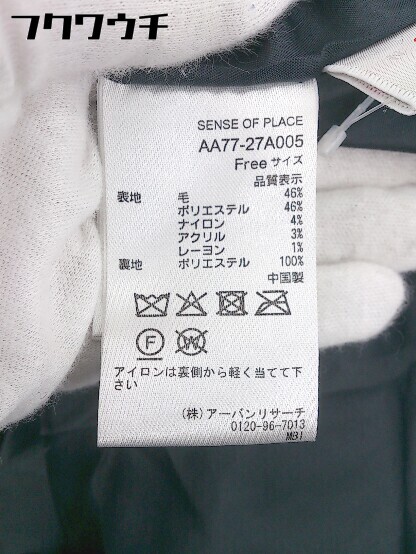 フクワウチ
SENSE OF PLACE
AA77-27A005
Free サイズ
品質表示
表地 毛 46%
ポリエステル 46%
ナイロン 4%
アクリル 3%
レーヨン 1%
裏地 ポリエステル 100%
中国製
F W
アイロンは裏側から軽く当てて下
さい
(株) アーバンリサーチ
0120-96-7013
MB1